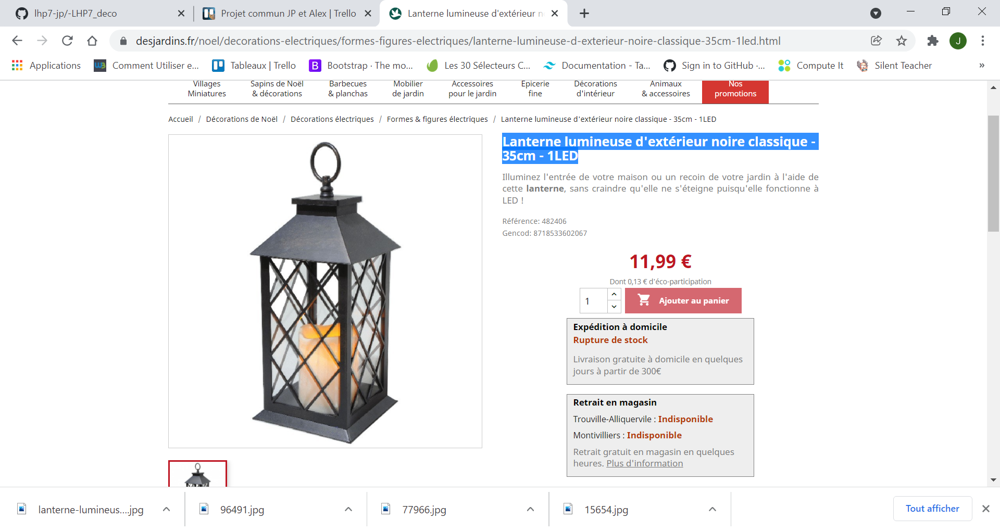 lhp7-jp/-LHP7_deco
Projet commun JP et Alex | Trello
Lanterne lumineuse d'extérieur n
desjardins.fr/noel/decorations-electriques/formes-figures-electriques/lanterne-lumineuse-d-exterieur-noire-classique-35cm-1led.html
J
Applications
WB
Comment Utiliser e...
Tableaux | Trello
B
Bootstrap · The mo...
Les 30 Sélecteurs C...
Documentation - Ta...
Sign in to GitHub ·...
Compute It
Silent Teacher
»
Villages
Miniatures
Sapins de Noël
& décorations
Barbecues
& planchas
Mobilier
de jardin
Accessoires
pour le jardin
Epicerie
fine
Décorations
d'intérieur
Animaux
& accessoires
Nos
promotions
Accueil / Décorations de Noël / Décorations électriques / Formes & figures électriques / Lanterne lumineuse d'extérieur noire classique - 35cm - 1LED
Lanterne lumineuse d'extérieur noire classique -
35cm - 1LED
Illuminez l'entrée de votre maison ou un recoin de votre jardin à l'aide de
cette lanterne, sans craindre qu'elle ne s'éteigne puisqu'elle fonctionne à
LED !
Référence: 482406
Gencod: 8718533602067
11,99 €
Dont 0,13 € d'éco-participation
1
Ajouter au panier
Expédition à domicile
Rupture de stock
Livraison gratuite à domicile en quelques
jours à partir de 300€
Retrait en magasin
Trouville-Alliquervile : Indisponible
Montivilliers : Indisponible
Retrait gratuit en magasin en quelques
heures. Plus d'information
lanterne-lumineus....jpg
96491.jpg
77966.jpg
15654.jpg
Tout afficher